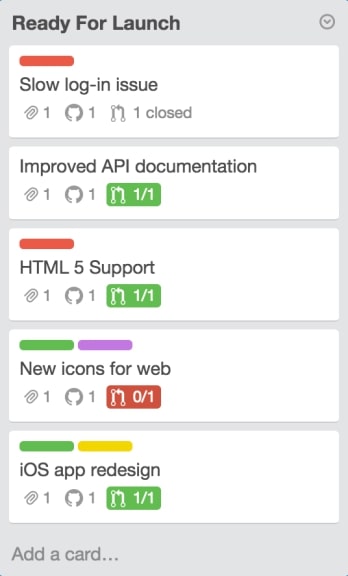 Ready For Launch
Slow log-in issue
1 1 1 closed
Improved API documentation
1 1 1/1
HTML 5 Support
1 1 1/1
New icons for web
1 1 0/1
iOS app redesign
1 1 1/1
Add a card…